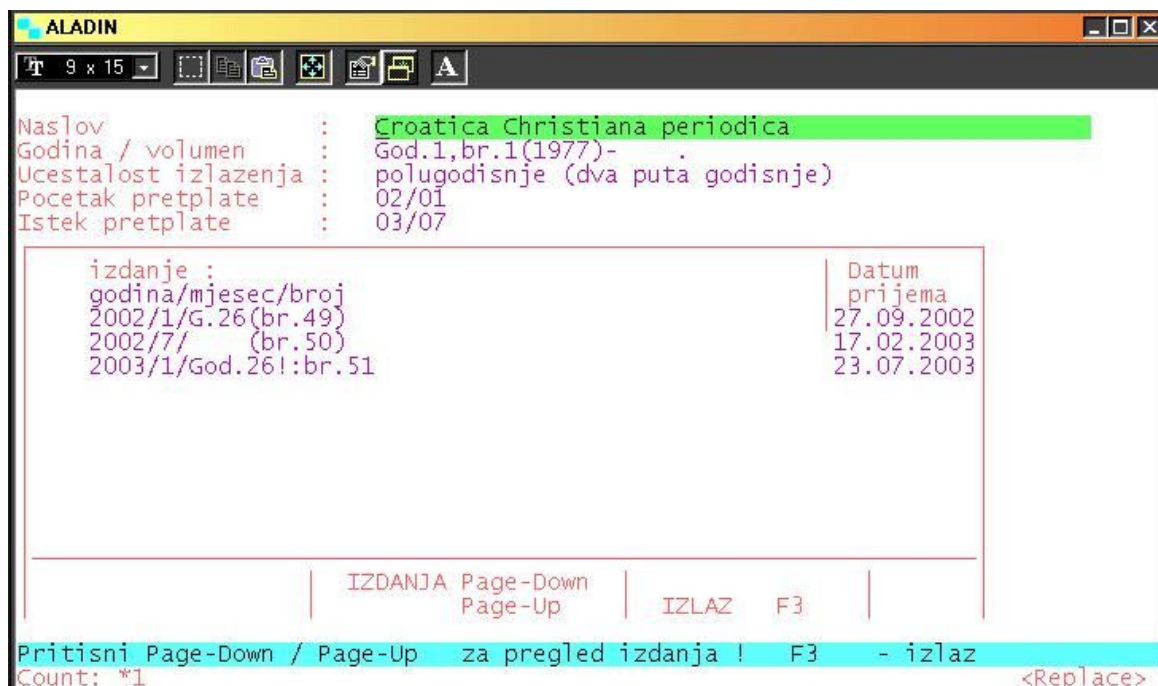 ALADIN
9 x 15 A
Naslov : Croatica Christiana periodica
Godina / volumen : God.1,br.1(1977)- .
Ucestalost izlazenja : polugodisnje (dva puta godisnje)
Pocetak pretplate : 02/01
Istek pretplate : 03/07
izdanje : Datum
godina/mjesec/broj prijema
2002/1/G.26(br.49) 27.09.2002
2002/7/ (br.50) 17.02.2003
2003/1/God.26!:br.51 23.07.2003
IZDANJA Page-Down
Page-Up IZLAZ F3
Pritisni Page-Down / Page-Up za pregled izdanja ! F3 - izlaz
Count: *1 <Replace>